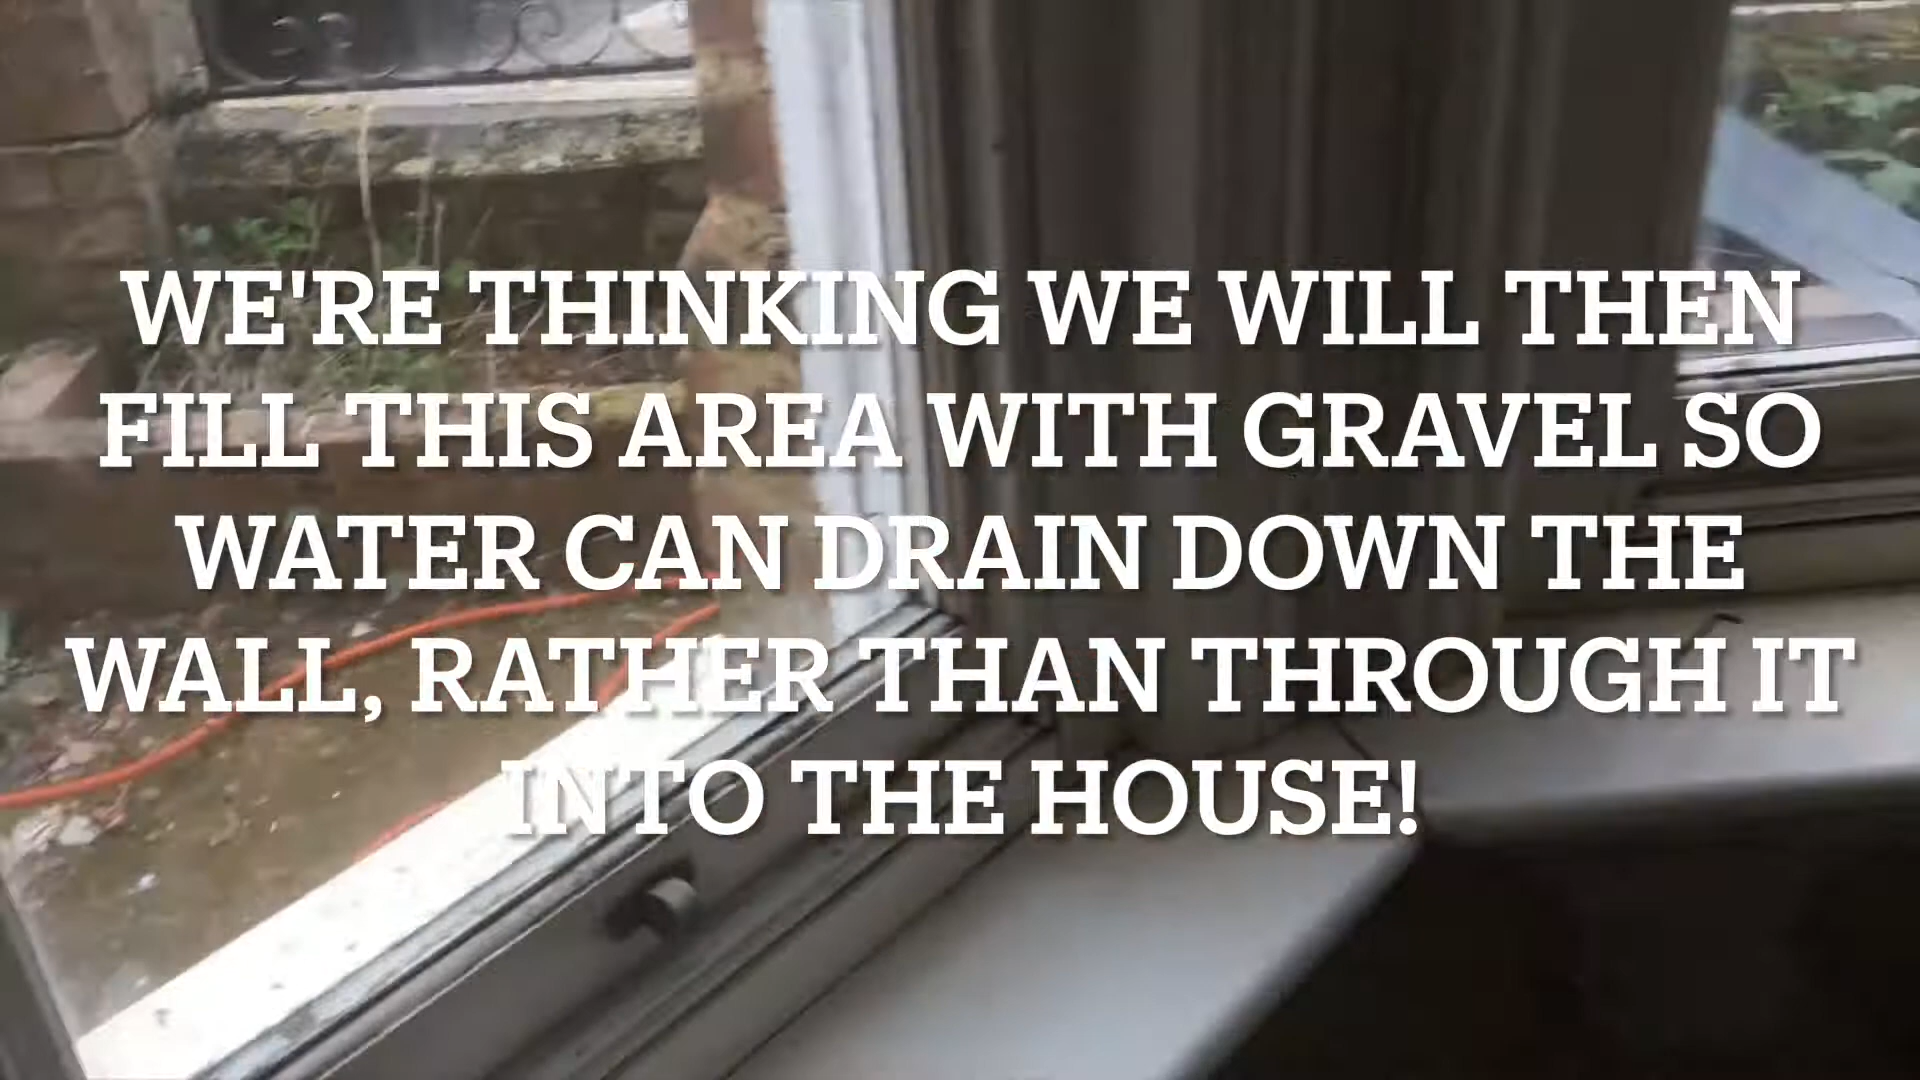 WE'RE THINKING WE WILL THEN
FILL THIS AREA WITH GRAVEL SO
WATER CAN DRAIN DOWN THE
WALL, RATHER THAN THROUGH IT
INTO THE HOUSE!